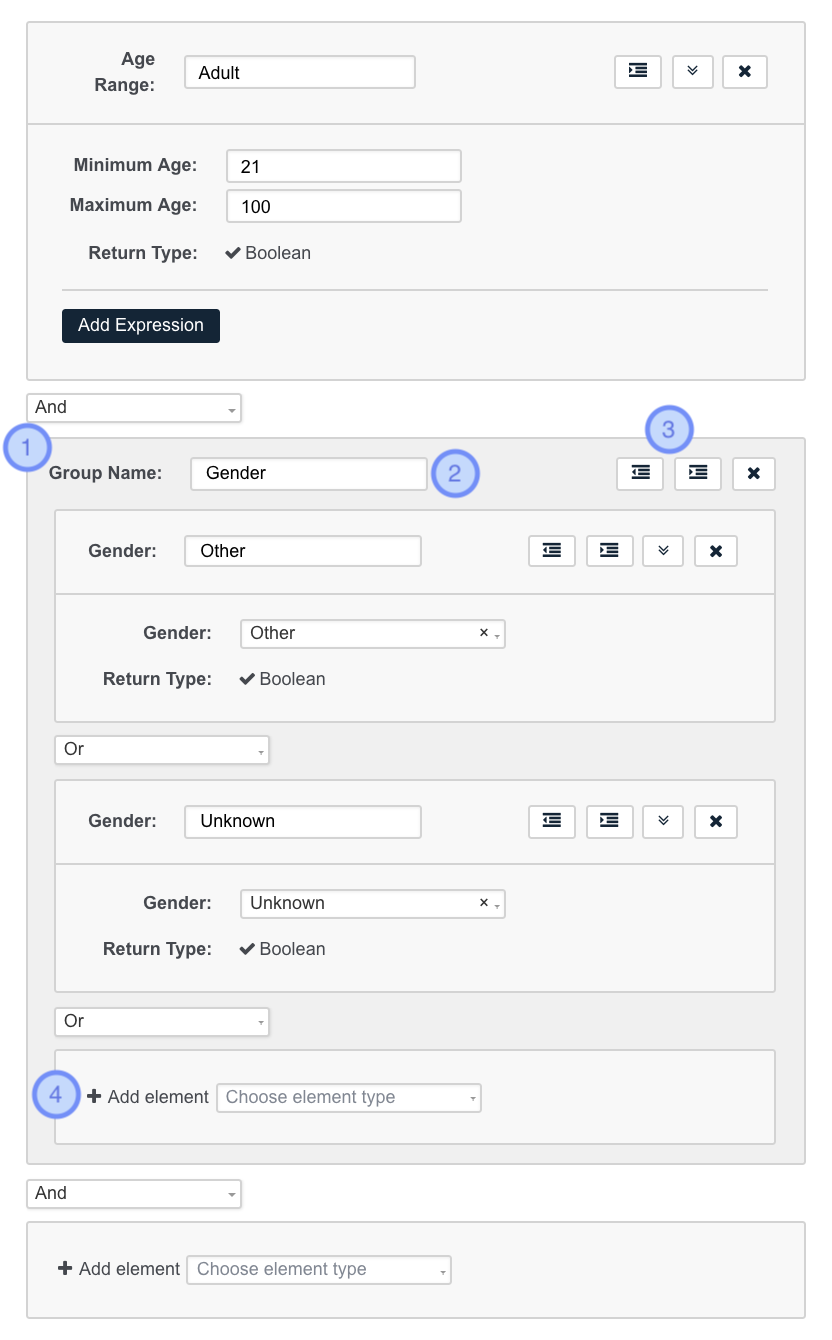 Age
Range:
Adult
Minimum Age:
21
Maximum Age:
100
Return Type:
Boolean
Add Expression
And
1
3
Group Name:
Gender
2
Gender:
Other
Gender:
Other
×
Return Type:
Boolean
Or
Gender:
Unknown
Gender:
Unknown
×
Return Type:
Boolean
Or
4
Add element
Choose element type
And
Add element
Choose element type